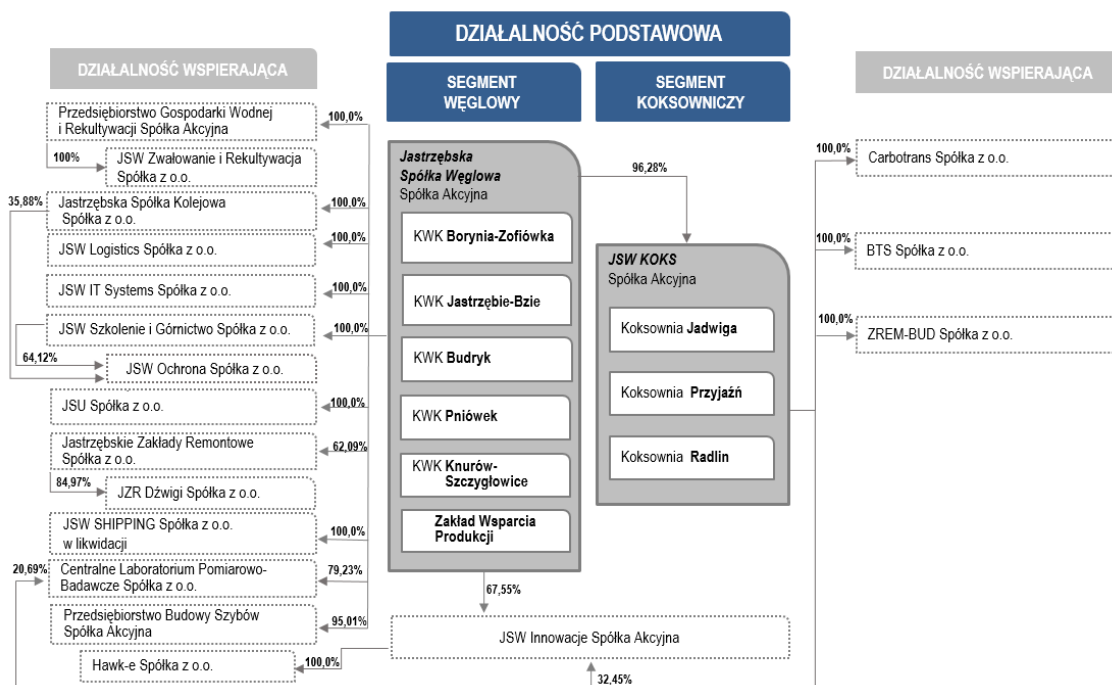 DZIAŁALNOŚĆ PODSTAWOWA
DZIAŁALNOŚĆ WSPIERAJĄCA
SEGMENT
WĘGLOWY
SEGMENT
KOKSOWNICZY
DZIAŁALNOŚĆ WSPIERAJĄCA
Przedsiębiorstwo Gospodarki Wodnej
i Rekultywacji Spółka Akcyjna
100,0%
100%
JSW Zwałowanie i Rekultywacja
Spółka z o.o.
35,88%
Jastrzębska Spółka Kolejowa
Spółka z o.o.
100,0%
JSW Logistics Spółka z o.o.
100,0%
JSW IT Systems Spółka z o.o.
100,0%
JSW Szkolenie i Górnictwo Spółka z o.o.
100,0%
64,12%
JSW Ochrona Spółka z o.o.
JSU Spółka z o.o.
100,0%
Jastrzębskie Zakłady Remontowe
Spółka z o.o.
62,09%
84,97%
JZR Dźwigi Spółka z o.o.
JSW SHIPPING Spółka z o.o.
w likwidacji
100,0%
20,69%
Centralne Laboratorium Pomiarowo-
Badawcze Spółka z o.o.
79,23%
Przedsiębiorstwo Budowy Szybów
Spółka Akcyjna
95,01%
Hawk-e Spółka z o.o.
100,0%
Jastrzębska
Spółka Węglowa
Spółka Akcyjna
KWK Borynia-Zofiówka
KWK Jastrzębie-Bzie
KWK Budryk
KWK Pniówek
KWK Knurów-
Szczygłowice
Zakład Wsparcia
Produkcji
67,55%
JSW Innowacje Spółka Akcyjna
32,45%
96,28%
JSW KOKS
Spółka Akcyjna
Koksownia Jadwiga
Koksownia Przyjaźń
Koksownia Radlin
100,0%
Carbotrans Spółka z o.o.
100,0%
BTS Spółka z o.o.
100,0%
ZREM-BUD Spółka z o.o.